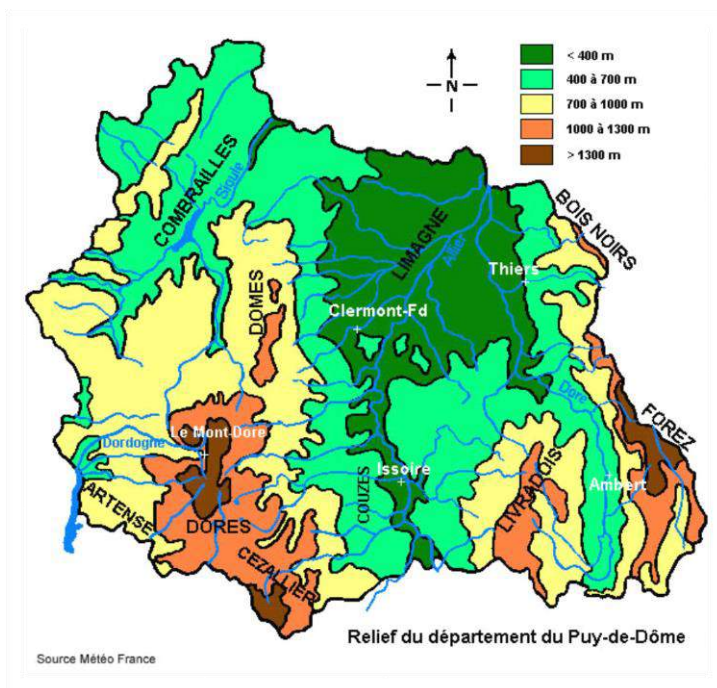 < 400 m
400 à 700 m
N
700 à 1000 m
1000 à 1300 m
> 1300 m
COMBRAILLES
Sioule
BOIS NOIRS
LIMAGNE
Allier
Thiers
DOMES
Clermont-Fd
Dore
FOREZ
Dordogne
Le Mont-Dore
Issoire
Ambert
LIVRADOIS
COUZES
ARTENSE
DORES
CEZALLIER
Relief du département du Puy-de-Dôme
Source Météo France